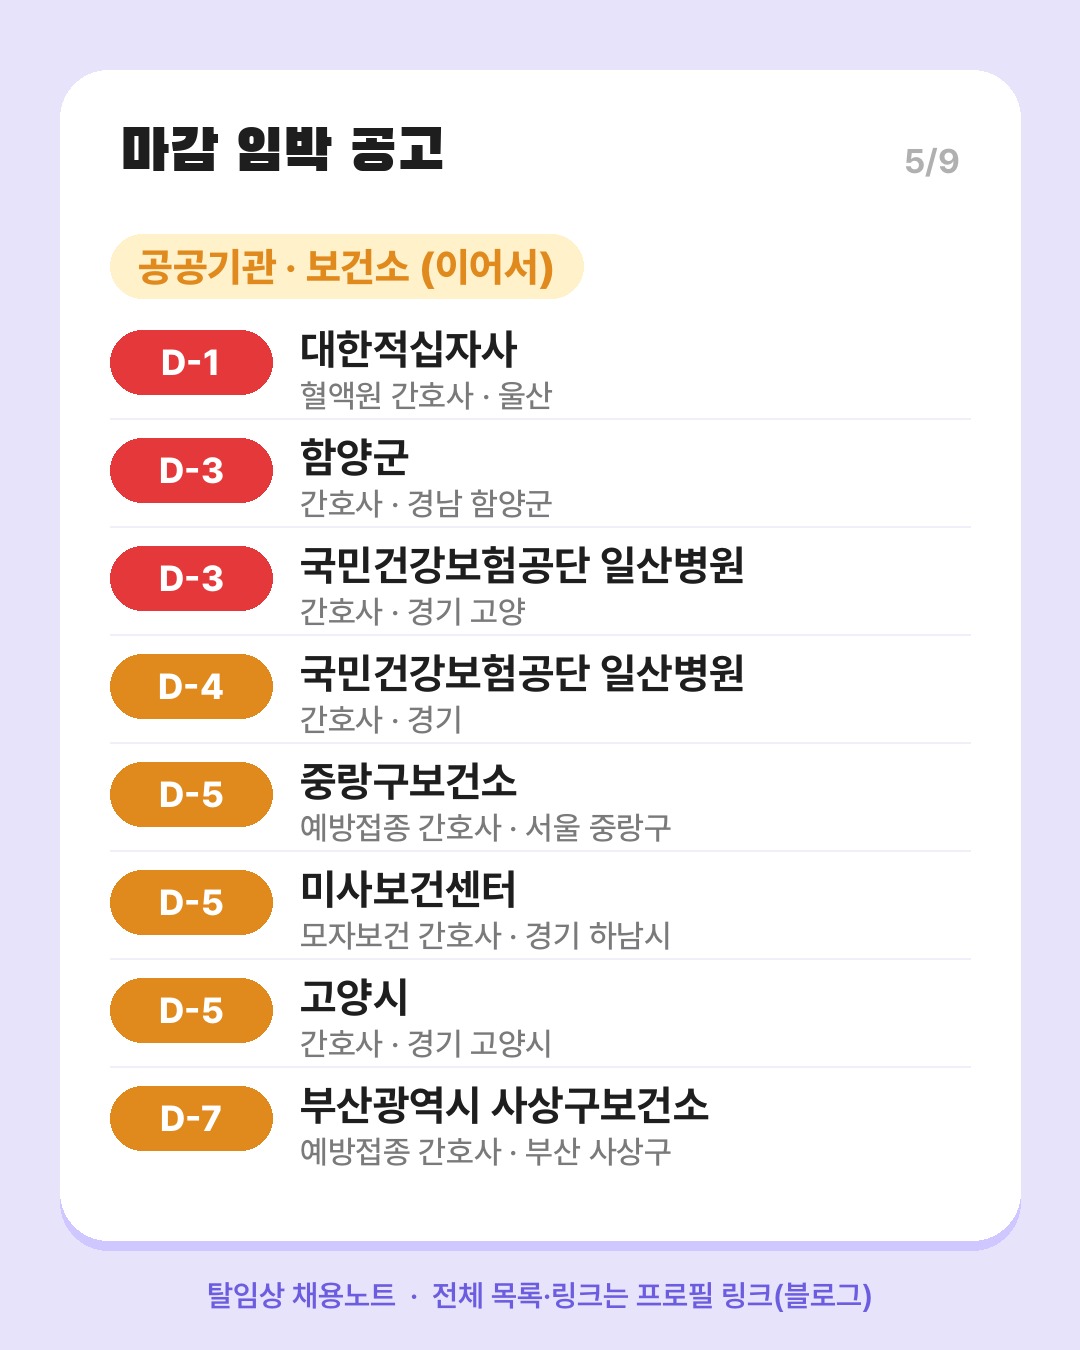 마감 임박 공고
5/9
공공기관 · 보건소 (이어서)
D-1
대한적십자사
혈액원 간호사 · 울산
D-3
함양군
간호사 · 경남 함양군
D-3
국민건강보험공단 일산병원
간호사 · 경기 고양
D-4
국민건강보험공단 일산병원
간호사 · 경기
D-5
중랑구보건소
예방접종 간호사 · 서울 중랑구
D-5
미사보건센터
모자보건 간호사 · 경기 하남시
D-5
고양시
간호사 · 경기 고양시
D-7
부산광역시 사상구보건소
예방접종 간호사 · 부산 사상구
탈임상 채용노트 · 전체 목록·링크는 프로필 링크(블로그)